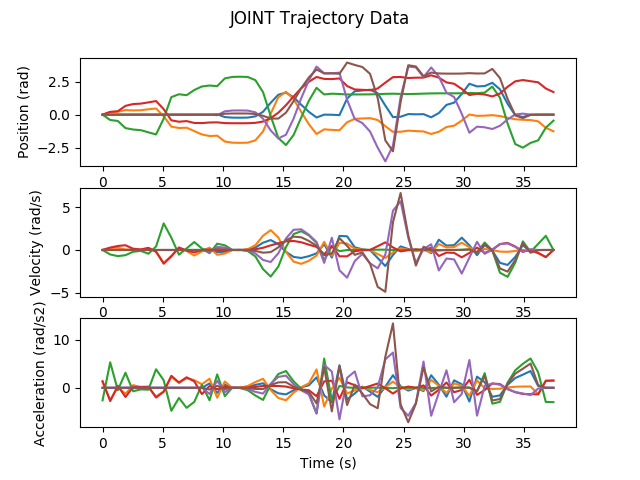 JOINT Trajectory Data
Position (rad)
2.5
0.0
−2.5
0 5 10 15 20 25 30 35
Velocity (rad/s)
5
0
−5
0 5 10 15 20 25 30 35
Acceleration (rad/s2)
10
0
0 5 10 15 20 25 30 35
Time (s)